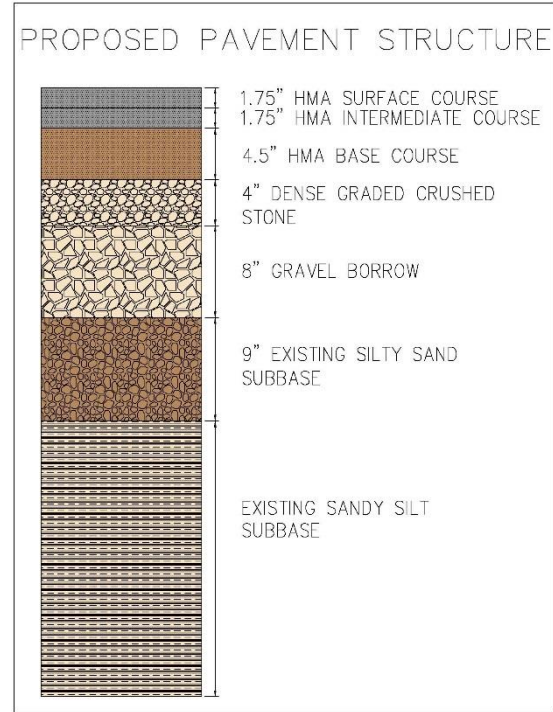 PROPOSED PAVEMENT STRUCTURE
1.75" HMA SURFACE COURSE
1.75" HMA INTERMEDIATE COURSE
4.5" HMA BASE COURSE
4" DENSE GRADED CRUSHED
STONE
8" GRAVEL BORROW
9" EXISTING SILTY SAND
SUBBASE
EXISTING SANDY SILT
SUBBASE